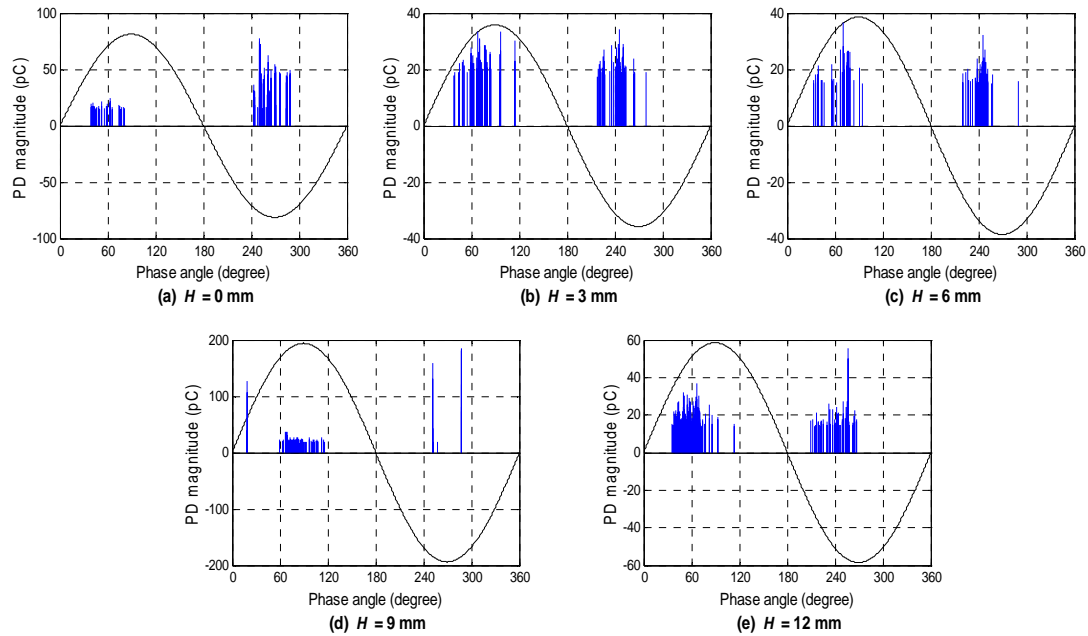 100
50
0
-50
-100
PD magnitude (pC)
0 60 120 180 240 300 360
Phase angle (degree)
(a) H = 0 mm
40
20
0
-20
-40
PD magnitude (pC)
0 60 120 180 240 300 360
Phase angle (degree)
(b) H = 3 mm
40
20
0
-20
-40
PD magnitude (pC)
0 60 120 180 240 300 360
Phase angle (degree)
(c) H = 6 mm
200
100
0
-100
-200
PD magnitude (pC)
0 60 120 180 240 300 360
Phase angle (degree)
(d) H = 9 mm
60
40
20
0
-20
-40
-60
PD magnitude (pC)
0 60 120 180 240 300 360
Phase angle (degree)
(e) H = 12 mm